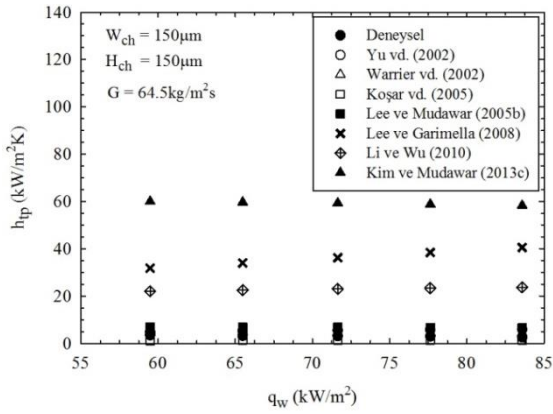 140
120
100
80
60
40
20
0
h_tp (kW/m²K)
W_ch = 150μm
H_ch = 150μm
G = 64.5kg/m²s
Deneysel
Yu vd. (2002)
Warrier vd. (2002)
Koşar vd. (2005)
Lee ve Mudawar (2005b)
Lee ve Garimella (2008)
Li ve Wu (2010)
Kim ve Mudawar (2013c)
55 60 65 70 75 80 85
q_w (kW/m²)